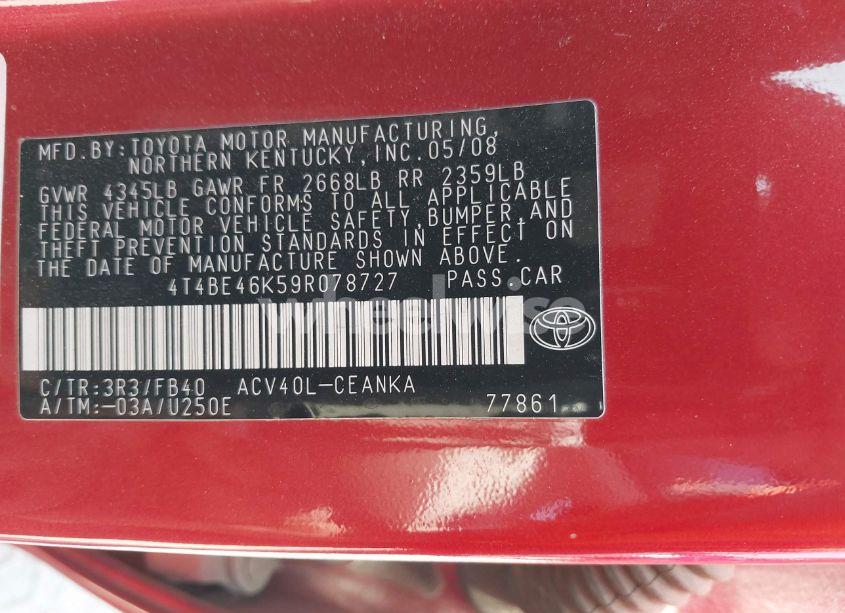 MFD.BY:TOYOTA MOTOR MANUFACTURING,
NORTHERN KENTUCKY,INC.05/08
GVWR 4345LB GAWR FR 2668LB RR 2359LB
THIS VEHICLE CONFORMS TO ALL APPLICABLE
FEDERAL MOTOR VEHICLE SAFETY,BUMPER,AND
THEFT PREVENTION STANDARDS IN EFFECT ON
THE DATE OF MANUFACTURE SHOWN ABOVE.
4T4BE46K59R078727 PASS.CAR
wheelwise
C/TR:3R3/FB40 ACV40L-CEANKA
A/TM:-03A/U250E 77861